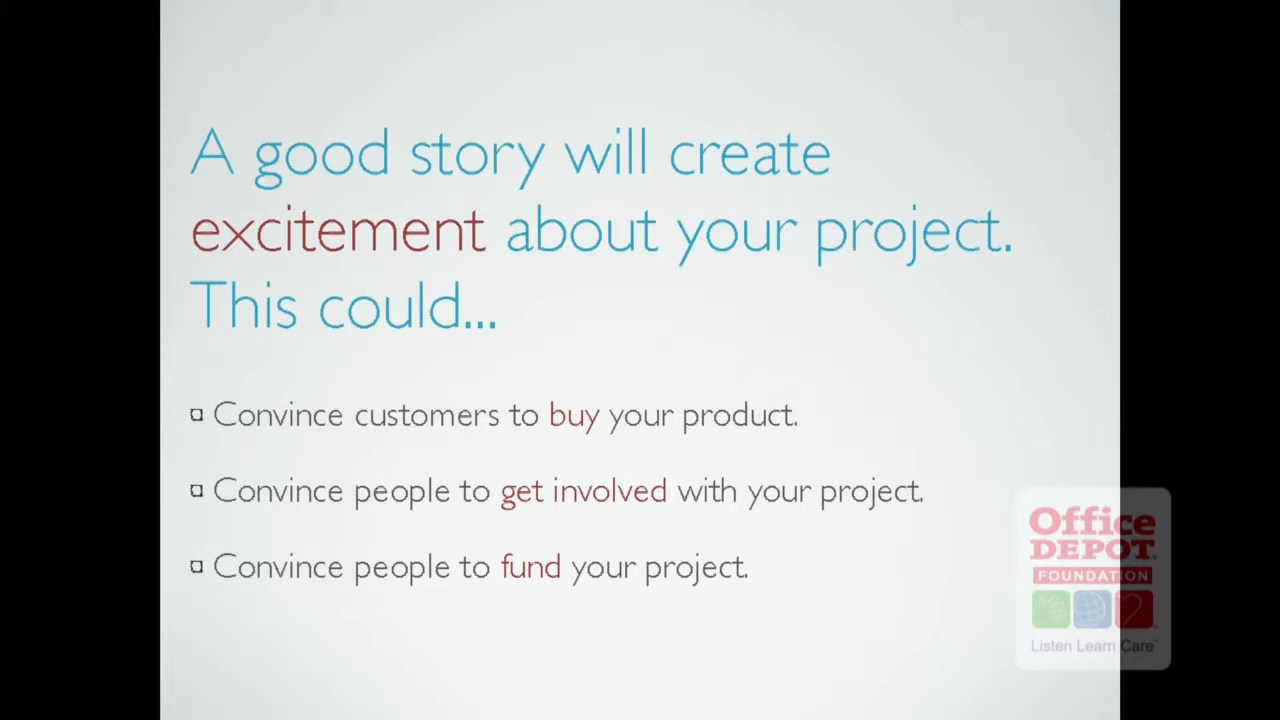 A good story will create
excitement about your project.
This could...
Convince customers to buy your product.
Convince people to get involved with your project.
Convince people to fund your project.
Office
DEPOT
FOUNDATION
Listen Learn Care